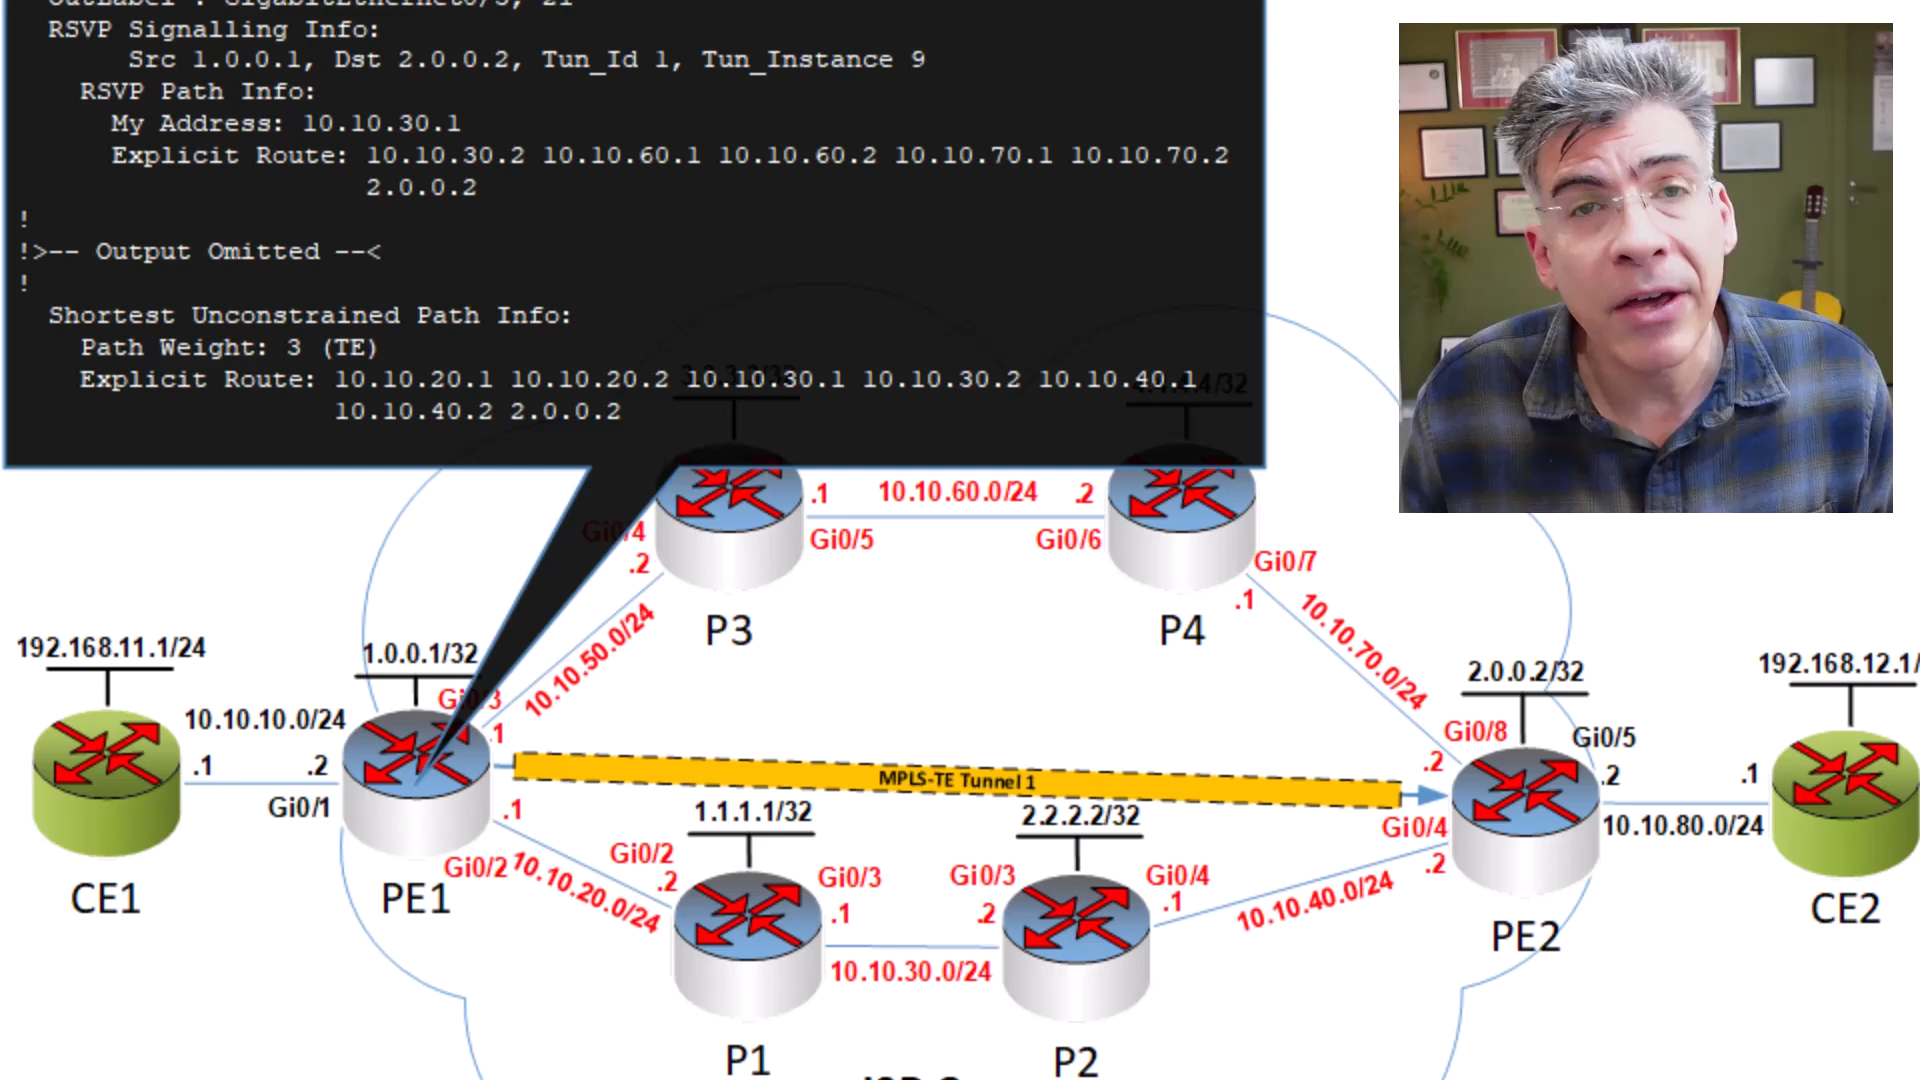 OutLabel : GigabitEthernet0/3, 21
RSVP Signalling Info:
Src 1.0.0.1, Dst 2.0.0.2, Tun_Id 1, Tun_Instance 9
RSVP Path Info:
My Address: 10.10.30.1
Explicit Route: 10.10.30.2 10.10.60.1 10.10.60.2 10.10.70.1 10.10.70.2
2.0.0.2
!
!>-- Output Omitted --<
!
Shortest Unconstrained Path Info:
Path Weight: 3 (TE)
Explicit Route: 10.10.20.1 10.10.20.2 10.10.30.1 10.10.30.2 10.10.40.1
10.10.40.2 2.0.0.2
.1 10.10.60.0/24 .2
Gi0/4
Gi0/5
Gi0/6
.2
Gi0/7
.1
P3
P4
10.10.50.0/24
10.10.70.0/24
192.168.11.1/24
1.0.0.1/32
2.0.0.2/32
192.168.12.1/
Gi0/3
.1
10.10.10.0/24
.1
.2
Gi0/1
Gi0/8
.2
Gi0/5
.2
.1
10.10.80.0/24
MPLS-TE Tunnel 1
.1
Gi0/2
10.10.20.0/24
1.1.1.1/32
2.2.2.2/32
Gi0/4
.2
Gi0/2
.2
Gi0/3
.1
Gi0/3
.2
Gi0/4
.1
10.10.40.0/24
10.10.30.0/24
CE1
PE1
PE2
CE2
P1
P2